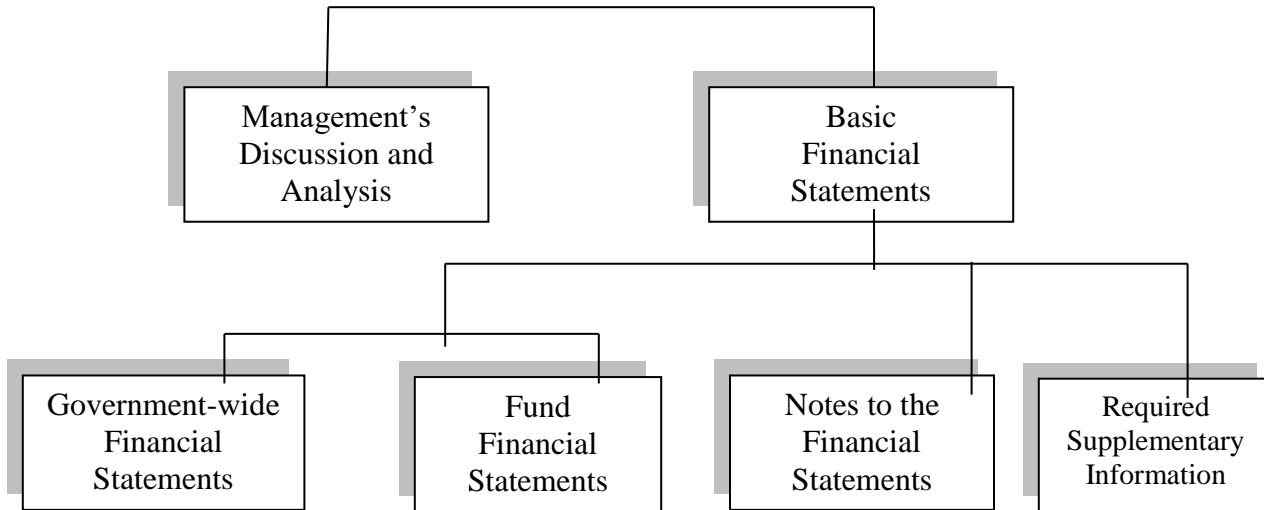 Management’s
Discussion and
Analysis
Basic
Financial
Statements
Government-wide
Financial
Statements
Fund
Financial
Statements
Notes to the
Financial
Statements
Required
Supplementary
Information